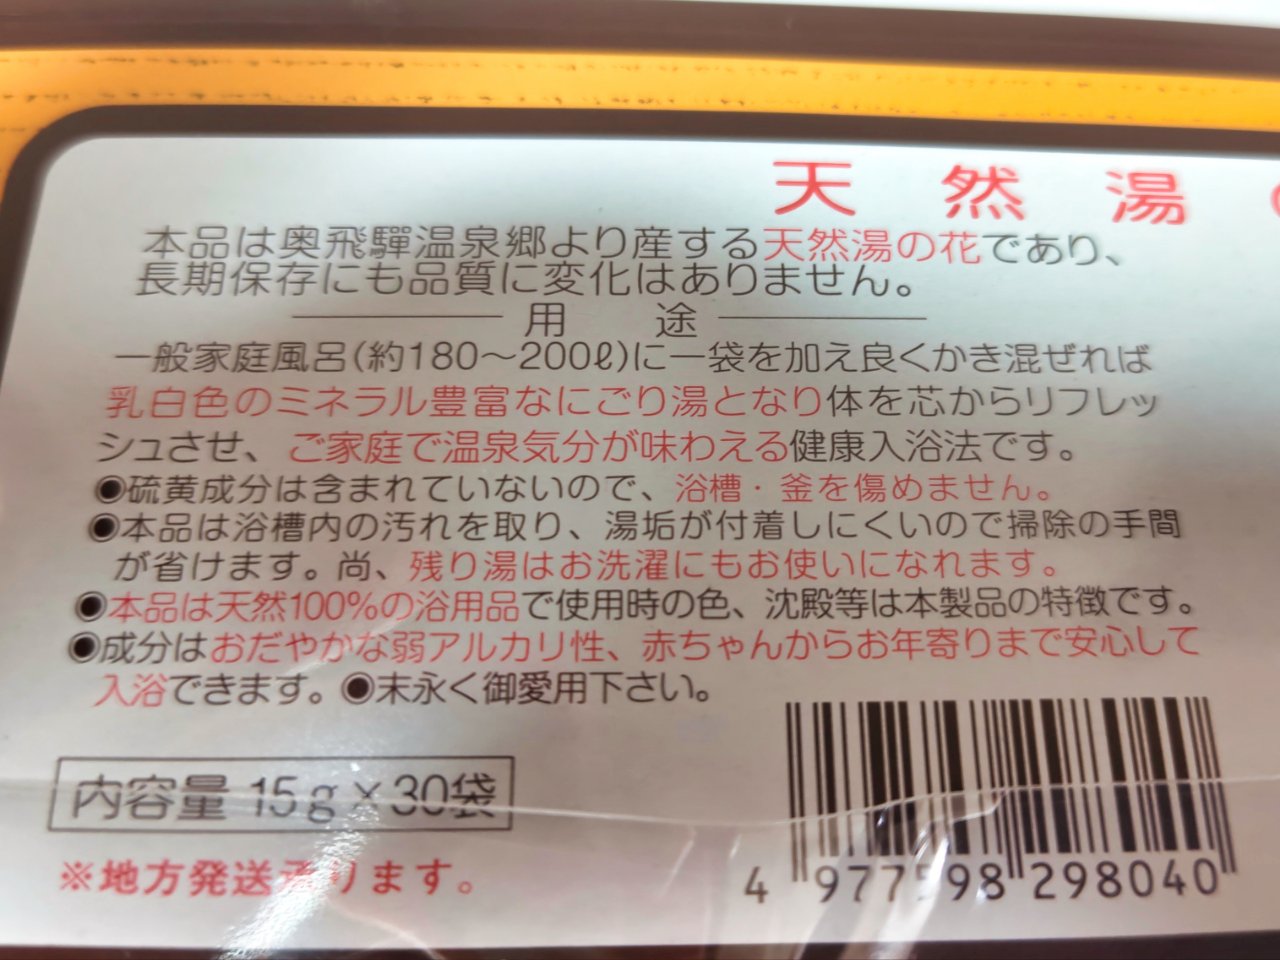 天然湯
本品は奥飛騨温泉郷より産する天然湯の花であり、
長期保存にも品質に変化はありません。
用途
一般家庭風呂(約180～200ℓ)に一袋を加え良くかき混ぜれば
乳白色のミネラル豊富なにごり湯となり体を芯からリフレッ
シュさせ、ご家庭で温泉気分が味わえる健康入浴法です。
●硫黄成分は含まれていないので、浴槽・釜を傷めません。
●本品は浴槽内の汚れを取り、湯垢が付着しにくいので掃除の手間
が省けます。尚、残り湯はお洗濯にもお使いになれます。
●本品は天然100%の浴用品で使用時の色、沈殿等は本製品の特徴です。
●成分はおだやかな弱アルカリ性、赤ちゃんからお年寄りまで安心して
入浴できます。●末永く御愛用下さい。
内容量 15g×30袋
※地方発送承ります。
4 977598 298040